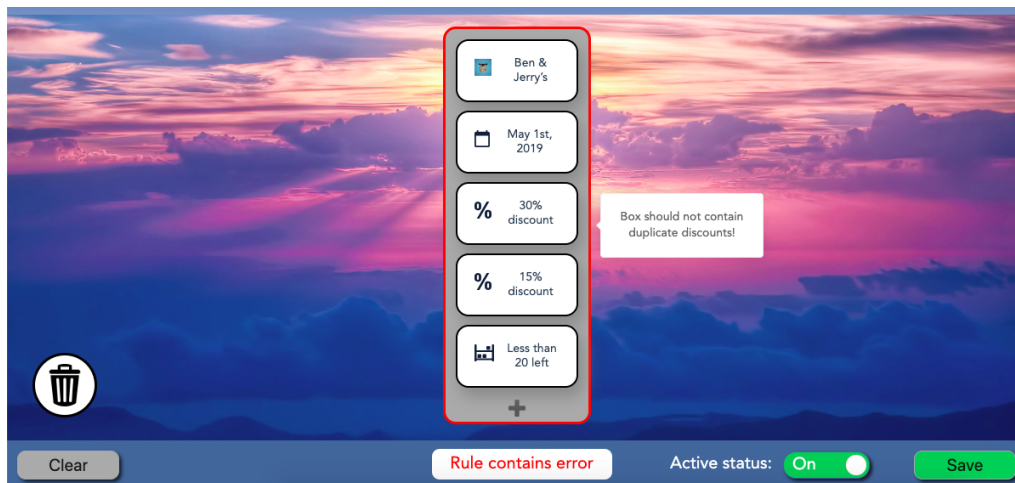 Ben &
Jerry's
May 1st,
2019
%
30%
discount
Box should not contain
duplicate discounts!
%
15%
discount
Less than
20 left
Clear
Rule contains error
Active status:
On
Save